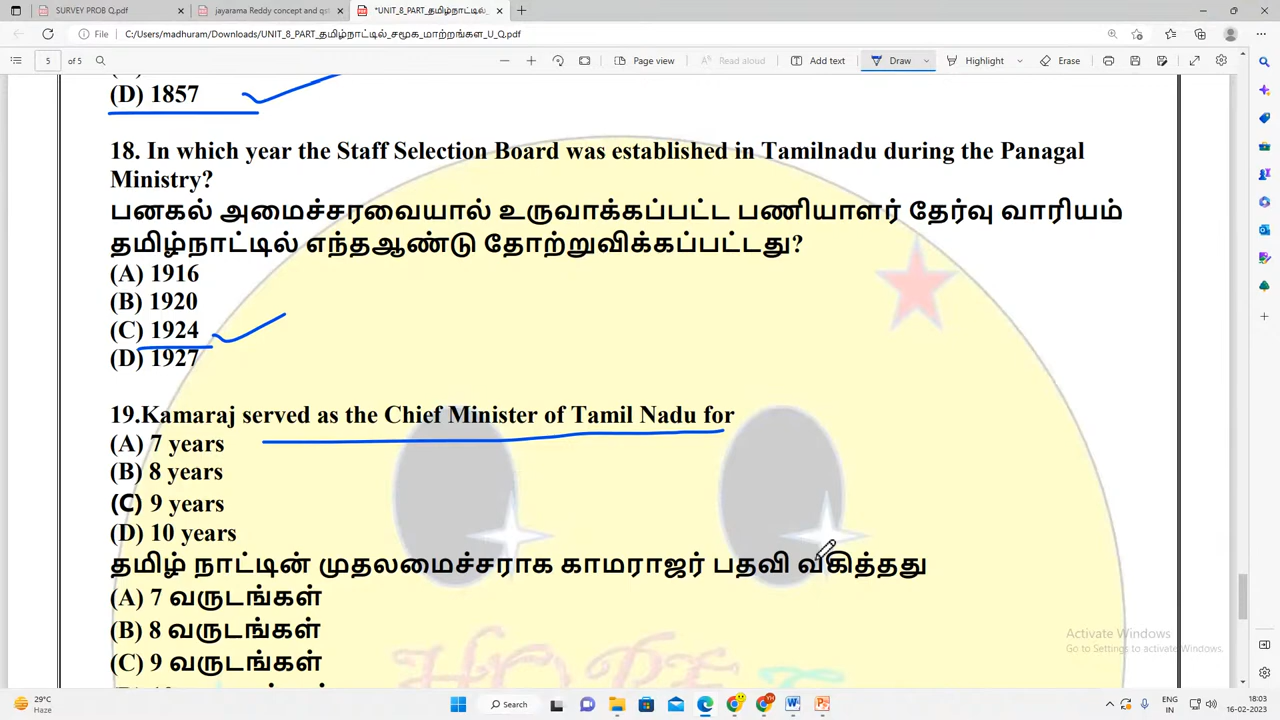 SURVEY PROB Q.pdf
jayarama Reddy concept and qst
*UNIT_8_PART_தமிழ்நாட்டில்_
File
C:/Users/madhuram/Downloads/UNIT_8_PART_தமிழ்நாட்டில்_சமூக_மாற்றங்கள_U_Q.pdf
5 of 5
Page view
Read aloud
Add text
Draw
Highlight
Erase
(D) 1857
18. In which year the Staff Selection Board was established in Tamilnadu during the Panagal
Ministry?
பனகல் அமைச்சரவையால் உருவாக்கப்பட்ட பணியாளர் தேர்வு வாரியம்
தமிழ்நாட்டில் எந்தஆண்டு தோற்றுவிக்கப்பட்டது?
(A) 1916
(B) 1920
(C) 1924
(D) 1927
19.Kamaraj served as the Chief Minister of Tamil Nadu for
(A) 7 years
(B) 8 years
(C) 9 years
(D) 10 years
தமிழ் நாட்டின் முதலமைச்சராக காமராஜர் பதவி வகித்தது
(A) 7 வருடங்கள்
(B) 8 வருடங்கள்
(C) 9 வருடங்கள்
Activate Windows
Go to Settings to activate Windows.
29°C
Haze
Search
ENG
IN
18:03
16-02-2023